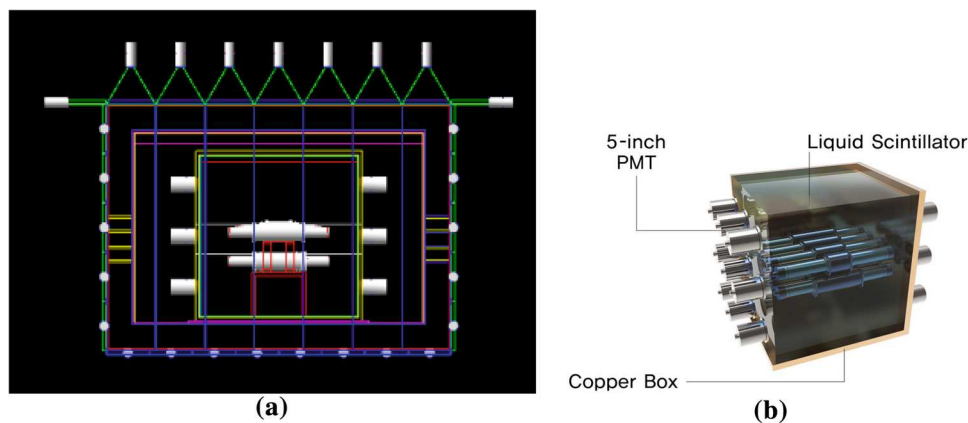 5-inch
PMT
Liquid Scintillator
Copper Box
(a)
(b)